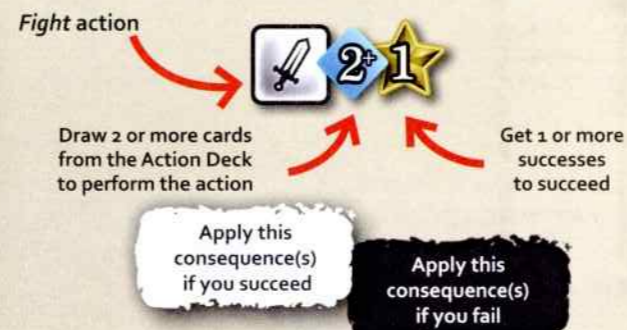 Fight action
2+ 1
Draw 2 or more cards
from the Action Deck
to perform the action
Get 1 or more
successes
to succeed
Apply this
consequence(s)
if you succeed
Apply this
consequence(s)
if you fail